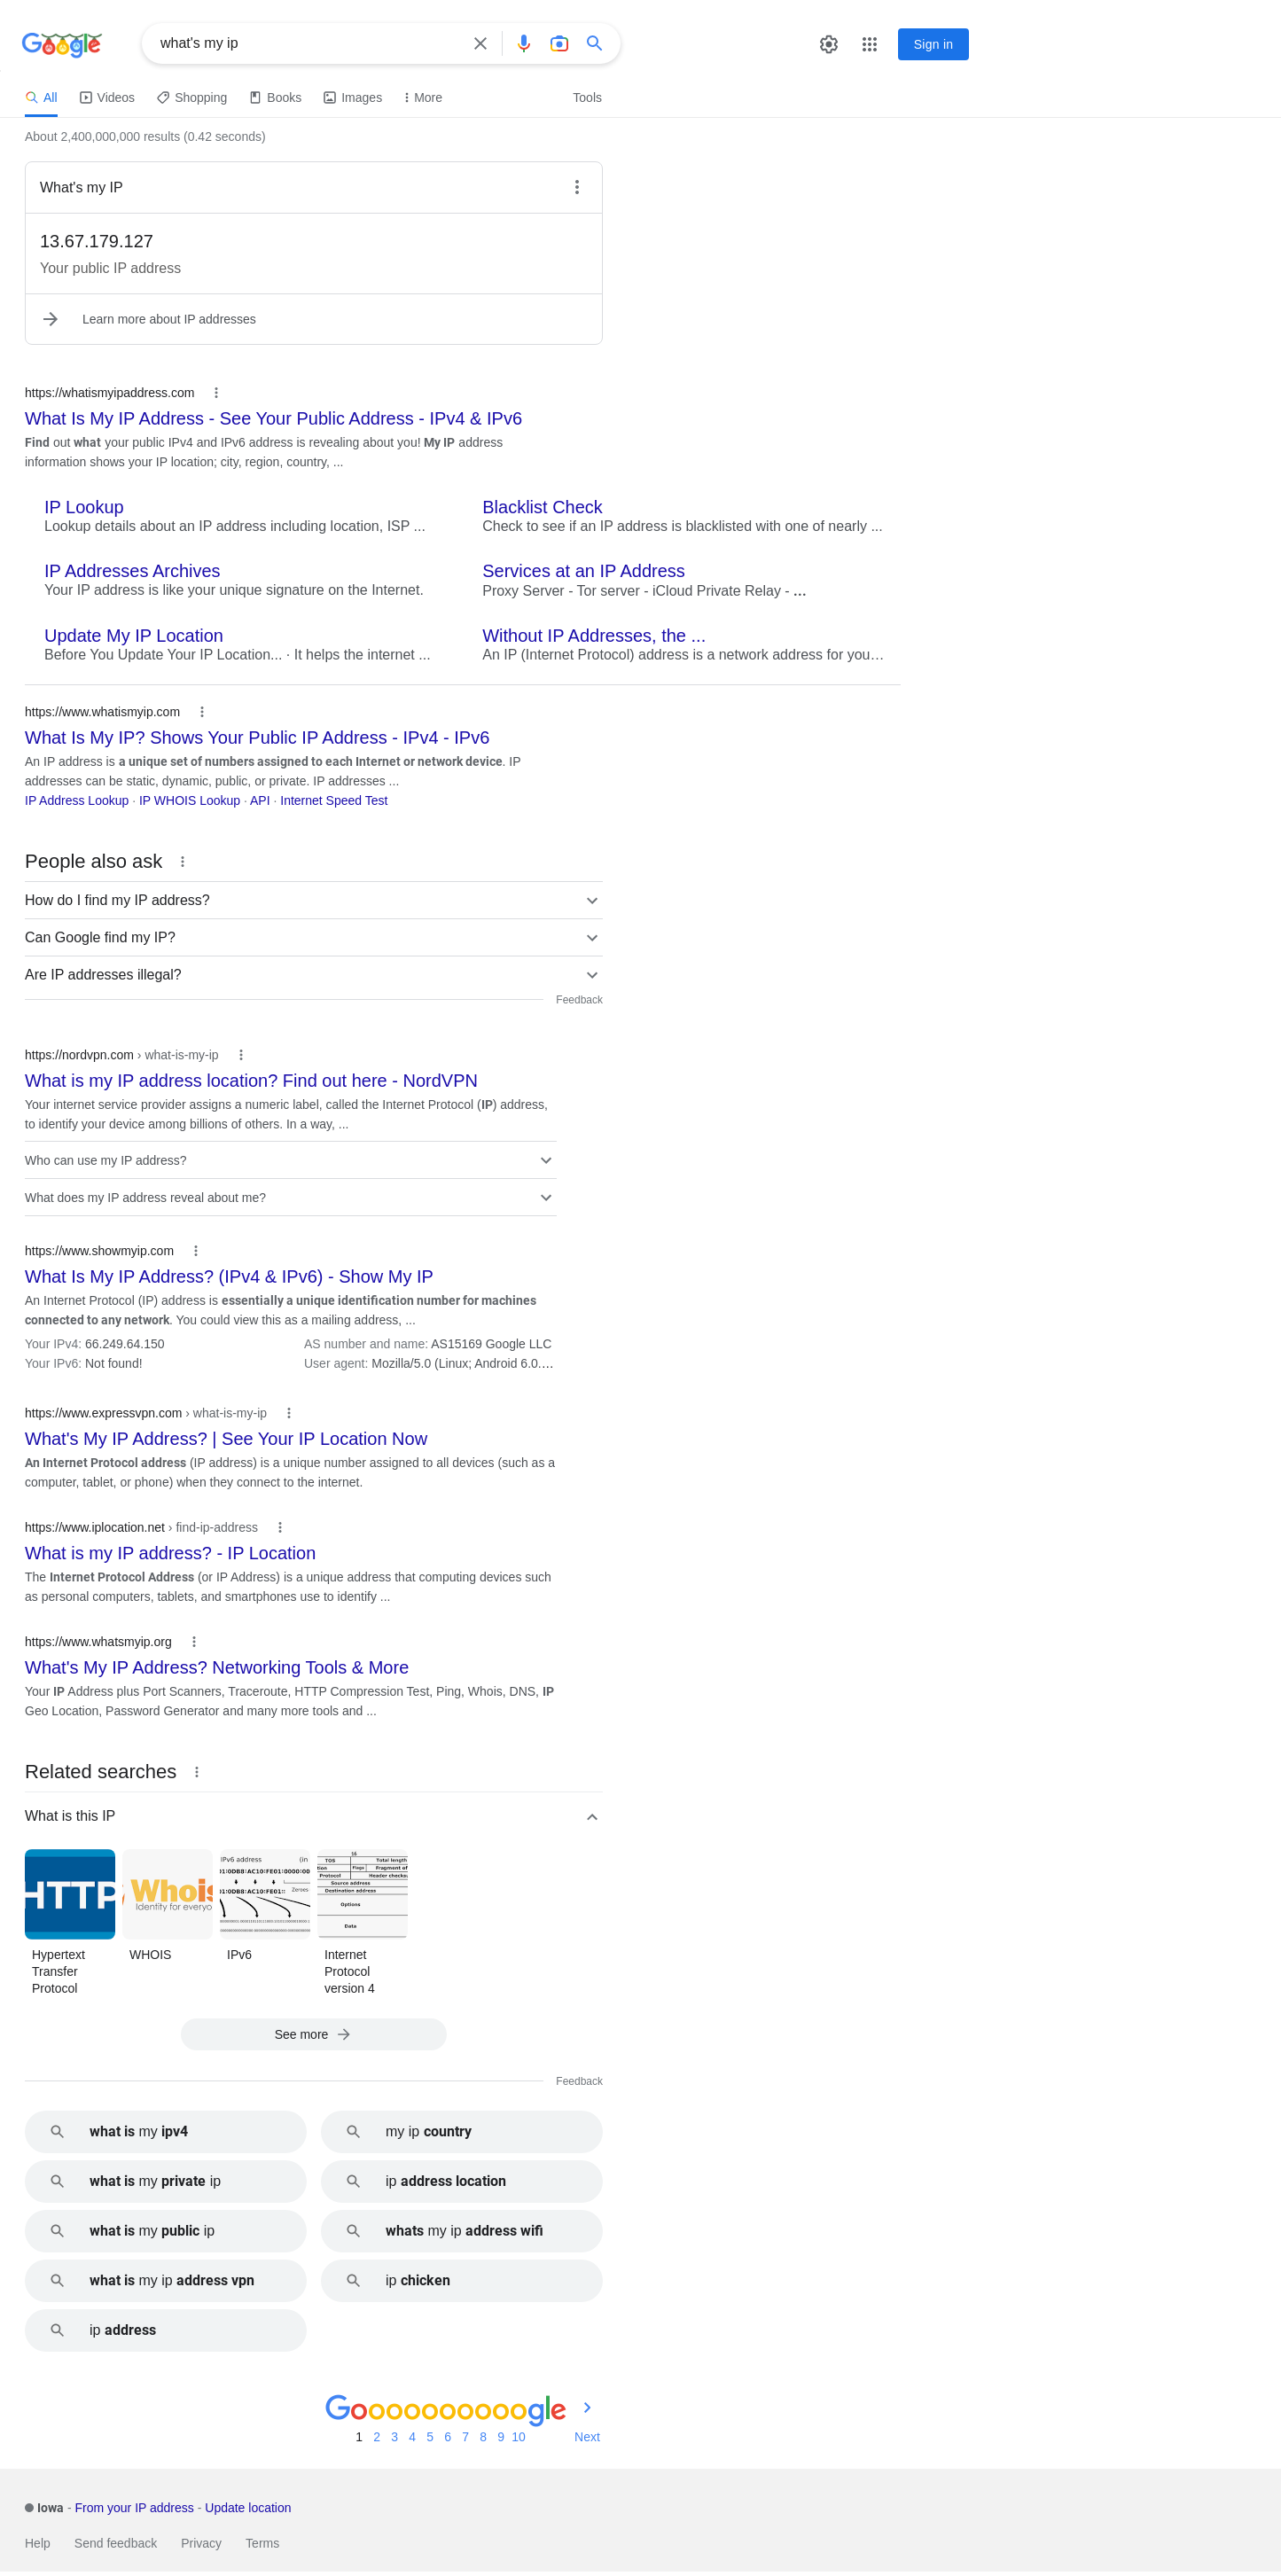 Google
what's my ip
Sign in
All
Videos
Shopping
Books
Images
More
Tools
About 2,400,000,000 results (0.42 seconds)
What's my IP
13.67.179.127
Your public IP address
Learn more about IP addresses
https://whatismyipaddress.com
What Is My IP Address - See Your Public Address - IPv4 & IPv6
Find out what your public IPv4 and IPv6 address is revealing about you! My IP address
information shows your IP location; city, region, country, ...
IP Lookup
Lookup details about an IP address including location, ISP ...
Blacklist Check
Check to see if an IP address is blacklisted with one of nearly ...
IP Addresses Archives
Your IP address is like your unique signature on the Internet.
Services at an IP Address
Proxy Server - Tor server - iCloud Private Relay - ...
Update My IP Location
Before You Update Your IP Location... · It helps the internet ...
Without IP Addresses, the ...
An IP (Internet Protocol) address is a network address for you…
https://www.whatismyip.com
What Is My IP? Shows Your Public IP Address - IPv4 - IPv6
An IP address is a unique set of numbers assigned to each Internet or network device. IP
addresses can be static, dynamic, public, or private. IP addresses ...
IP Address Lookup · IP WHOIS Lookup · API · Internet Speed Test
People also ask
How do I find my IP address?
Can Google find my IP?
Are IP addresses illegal?
Feedback
https://nordvpn.com › what-is-my-ip
What is my IP address location? Find out here - NordVPN
Your internet service provider assigns a numeric label, called the Internet Protocol (IP) address,
to identify your device among billions of others. In a way, ...
Who can use my IP address?
What does my IP address reveal about me?
https://www.showmyip.com
What Is My IP Address? (IPv4 & IPv6) - Show My IP
An Internet Protocol (IP) address is essentially a unique identification number for machines
connected to any network. You could view this as a mailing address, ...
Your IPv4: 66.249.64.150
AS number and name: AS15169 Google LLC
Your IPv6: Not found!
User agent: Mozilla/5.0 (Linux; Android 6.0.…
https://www.expressvpn.com › what-is-my-ip
What's My IP Address? | See Your IP Location Now
An Internet Protocol address (IP address) is a unique number assigned to all devices (such as a
computer, tablet, or phone) when they connect to the internet.
https://www.iplocation.net › find-ip-address
What is my IP address? - IP Location
The Internet Protocol Address (or IP Address) is a unique address that computing devices such
as personal computers, tablets, and smartphones use to identify ...
https://www.whatsmyip.org
What's My IP Address? Networking Tools & More
Your IP Address plus Port Scanners, Traceroute, HTTP Compression Test, Ping, Whois, DNS, IP
Geo Location, Password Generator and many more tools and ...
Related searches
What is this IP
HTTP
Whois
Identity for everyo
IPv6 address (in
Zeroes
TOS Total length
Flags Fragment of
Protocol Header checksu
Source address
Destination address
Options
Data
Hypertext
Transfer
Protocol
WHOIS
IPv6
Internet
Protocol
version 4
See more
Feedback
what is my ipv4
my ip country
what is my private ip
ip address location
what is my public ip
whats my ip address wifi
what is my ip address vpn
ip chicken
ip address
Goooooooooogle
1 2 3 4 5 6 7 8 9 10 Next
Iowa - From your IP address - Update location
Help Send feedback Privacy Terms